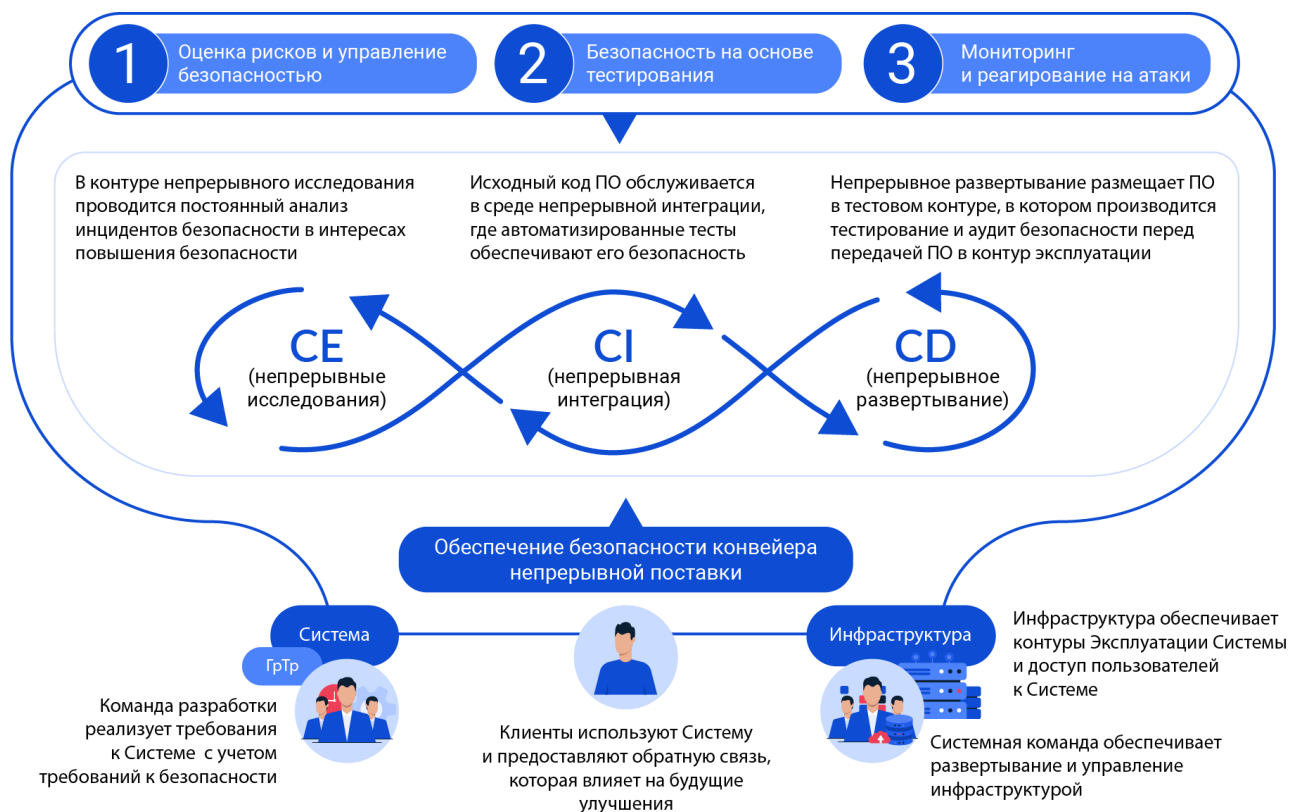 1
Оценка рисков и управление
безопасностью
2
Безопасность на основе
тестирования
3
Мониторинг
и реагирование на атаки
В контуре непрерывного исследования
проводится постоянный анализ
инцидентов безопасности в интересах
повышения безопасности
Исходный код ПО обслуживается
в среде непрерывной интеграции,
где автоматизированные тесты
обеспечивают его безопасность
Непрерывное развертывание размещает ПО
в тестовом контуре, в котором производится
тестирование и аудит безопасности перед
передачей ПО в контур эксплуатации
CE
(непрерывные
исследования)
CI
(непрерывная
интеграция)
CD
(непрерывное
развертывание)
Обеспечение безопасности конвейера
непрерывной поставки
Система
ГрТр
Команда разработки
реализует требования
к Системе с учетом
требований к безопасности
Клиенты используют Систему
и предоставляют обратную связь,
которая влияет на будущие
улучшения
Инфраструктура
Инфраструктура обеспечивает
контуры Эксплуатации Системы
и доступ пользователей
к Системе
Системная команда обеспечивает
развертывание и управление
инфраструктурой